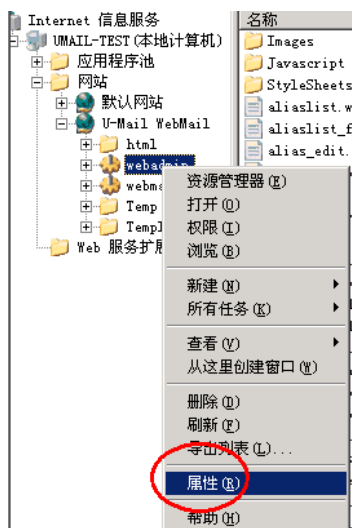 Internet 信息服务
名称
UMAIL-TEST(本地计算机)
Images
应用程序池
Javascript
网站
StyleSheets
默认网站
aliaslist.w
U-Mail WebMail
aliaslist_f
html
alias_edit.
webadmin
资源管理器(E)
webma
打开(O)
Temp
权限(I)
Templ
浏览(B)
Web 服务扩展
新建(N)
所有任务(K)
查看(V)
从这里创建窗口(W)
删除(D)
刷新(F)
导出列表(L)...
属性(R)
帮助(H)